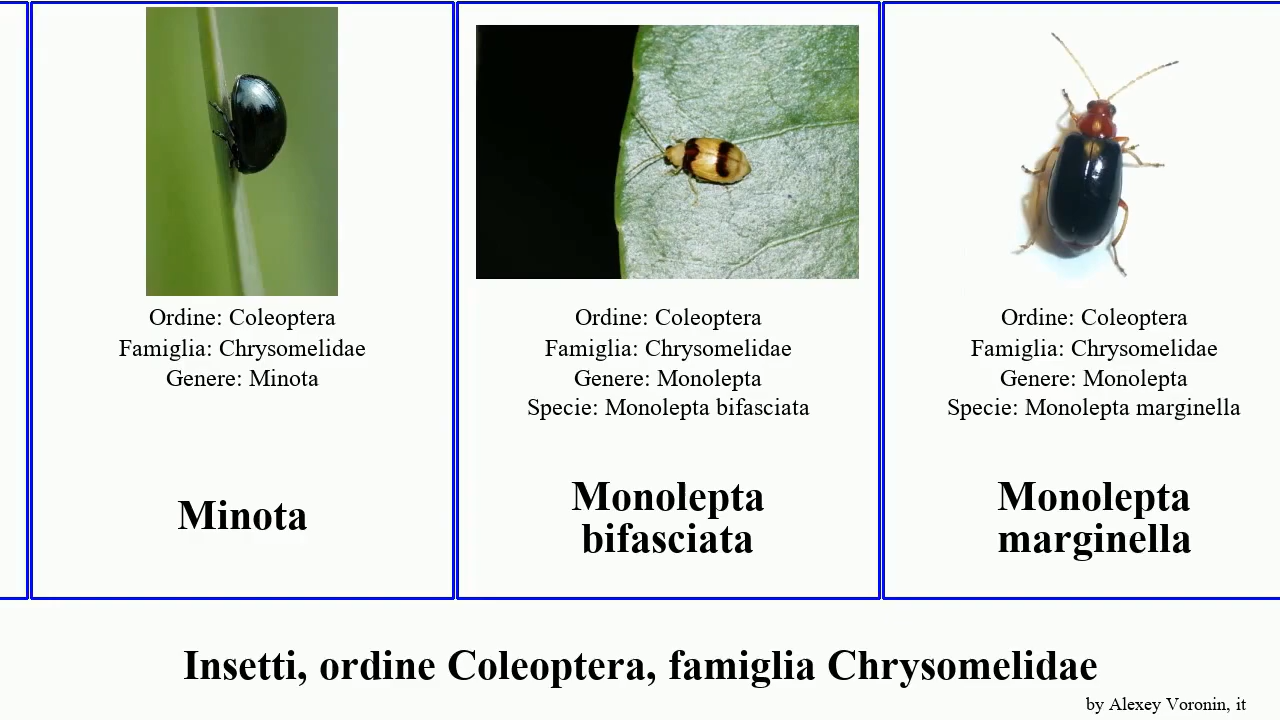 Ordine: Coleoptera
Famiglia: Chrysomelidae
Genere: Minota
Minota
Ordine: Coleoptera
Famiglia: Chrysomelidae
Genere: Monolepta
Specie: Monolepta bifasciata
Monolepta
bifasciata
Ordine: Coleoptera
Famiglia: Chrysomelidae
Genere: Monolepta
Specie: Monolepta marginella
Monolepta
marginella
Insetti, ordine Coleoptera, famiglia Chrysomelidae
by Alexey Voronin, it